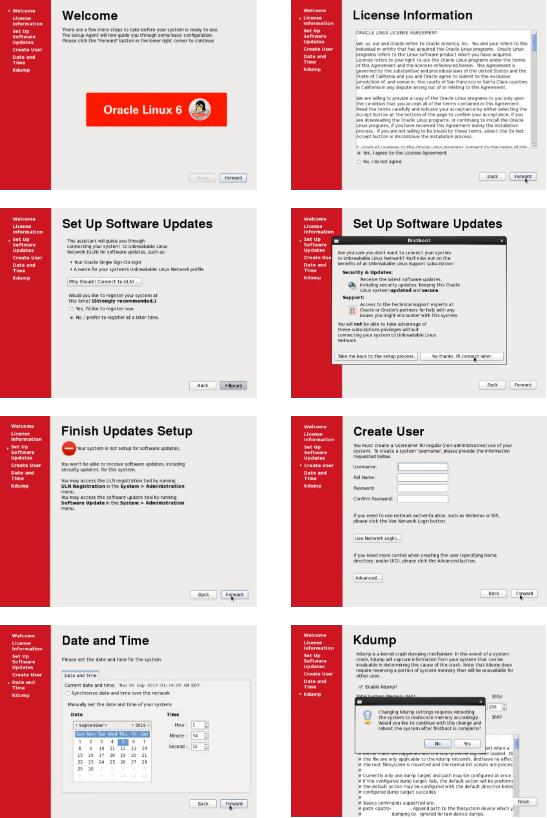 Welcome
License
Information
Set Up
Software
Updates
Create User
Date and
Time
Kdump
Welcome
There are a few more steps to take before your system is ready to use.
The Setup Agent will now guide you through some basic configuration.
Please click the "Forward" button in the lower right corner to continue
Oracle Linux 6
Back
Forward
Welcome
License
Information
Set Up
Software
Updates
Create User
Date and
Time
Kdump
License Information
ORACLE LINUX LICENSE AGREEMENT
"We," "us," "our" and "Oracle" refers to Oracle America, Inc. "You" and "your" refers to the
individual or entity that has acquired the Oracle Linux programs. "Oracle Linux
programs" refers to the Linux software product which you have acquired.
"License" refers to your right to use the Oracle Linux programs under the terms
of this Agreement and the licenses referenced herein. This Agreement is
governed by the substantive and procedural laws of the United States and the
State of California and you and Oracle agree to submit to the exclusive
jurisdiction of, and venue in, the courts of San Francisco or Santa Clara counties
in California in any dispute arising out of or relating to this Agreement.
We are willing to provide a copy of the Oracle Linux programs to you only upon
the condition that you accept all of the terms contained in this Agreement.
Read the terms carefully and indicate your acceptance by either selecting the
"Accept" button at the bottom of the page to confirm your acceptance, if you
are downloading the Oracle Linux programs, or continuing to install the Oracle
Linux programs, if you have received this Agreement during the installation
process. If you are not willing to be bound by these terms, select the "Do Not
Accept" button or discontinue the installation process.
Yes, I agree to the License Agreement
No, I do not agree
Back
Forward
Welcome
License
Information
Set Up
Software
Updates
Create User
Date and
Time
Kdump
Set Up Software Updates
This assistant will guide you through
connecting your system to Unbreakable Linux
Network (ULN) for software updates, such as:
• Your Oracle Single Sign-On login
• A name for your system's Unbreakable Linux Network profile
Why Should I Connect to ULN? ...
Would you like to register your system at
this time? (Strongly recommended.)
Yes, I'd like to register now.
No, I prefer to register at a later time.
Back
Forward
Welcome
License
Information
Set Up
Software
Updates
Create Use
Date and
Time
Kdump
Set Up Software Updates
firstboot
Are you sure you don't want to connect your system
to Unbreakable Linux Network? You'll miss out on the
benefits of an Unbreakable Linux Support subscription:
Security & Updates:
Receive the latest software updates,
including security updates, keeping this Oracle
Linux system updated and secure.
Support:
Access to the technical support experts at
Oracle or Oracle's partners for help with any
issues you might encounter with this system.
You will not be able to take advantage of
these subscriptions privileges without
connecting your system to Unbreakable Linux
Network.
Take me back to the setup process.
No thanks, I'll connect later.
Back
Forward
Welcome
License
Information
Set Up
Software
Updates
Create User
Date and
Time
Kdump
Finish Updates Setup
Your system is not setup for software updates.
You won't be able to receive software updates, including
security updates, for this system.
You may access the ULN registration tool by running
ULN Registration in the System > Administration
menu.
You may access the software update tool by running
Software Update in the System > Administration
menu.
Back
Forward
Welcome
License
Information
Set Up
Software
Updates
Create User
Date and
Time
Kdump
Create User
You must create a 'username' for regular (non-administrative) use of your
system. To create a system 'username', please provide the information
requested below.
Username:
Full Name:
Password:
Confirm Password:
If you need to use network authentication, such as Kerberos or NIS,
please click the Use Network Login button.
Use Network Login...
If you need more control when creating the user (specifying home
directory, and/or UID), please click the Advanced button.
Advanced...
Back
Forward
Welcome
License
Information
Set Up
Software
Updates
Create User
Date and
Time
Kdump
Date and Time
Please set the date and time for the system.
Date and Time
Current date and time: Thu 05 Sep 2019 01:54:29 AM EDT
Synchronize date and time over the network
Manually set the date and time of your system:
Date
Time
September
2019
Sun Mon Tue Wed Thu Fri Sat
1 2 3 4 5 6 7
8 9 10 11 12 13 14
15 16 17 18 19 20 21
22 23 24 25 26 27 28
29 30
Hour : 1
Minute : 54
Second : 10
Back
Forward
Welcome
License
Information
Set Up
Software
Updates
Create User
Date and
Time
Kdump
Kdump
Kdump is a kernel crash dumping mechanism. In the event of a system
crash, kdump will capture information from your system that can be
invaluable in determining the cause of the crash. Note that kdump does
require reserving a portion of system memory that will be unavailable for
other uses.
Enable kdump?
3953
256
3697
Changing Kdump settings requires rebooting
the system to reallocate memory accordingly.
Would you like to continue with this change and
reboot the system after firstboot is complete?
No
Yes
# this file are only applicable to the kdump initramfs, and have no effec
# the root filesystem is mounted and the normal init scripts are proces
#
# Currently only one dump target and path may be configured at once
# if the configured dump target fails, the default action will be preforme
# the default action may be configured with the default directive below
# configured dump target succedes
#
# Basics commands supported are:
# path <path> - Append path to the filesystem device which y
# dumping to. Ignored for raw device dumps.
Finish